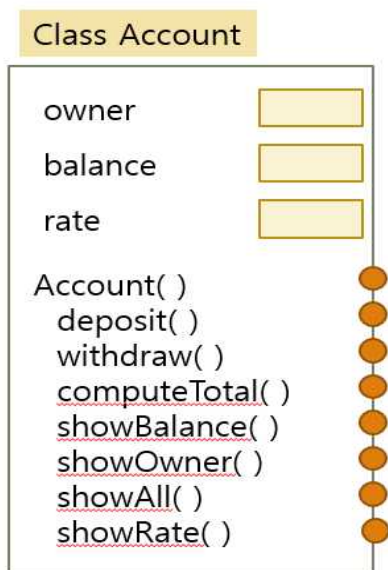 Class Account
owner
balance
rate
Account( )
deposit( )
withdraw( )
computeTotal( )
showBalance( )
showOwner( )
showAll( )
showRate( )